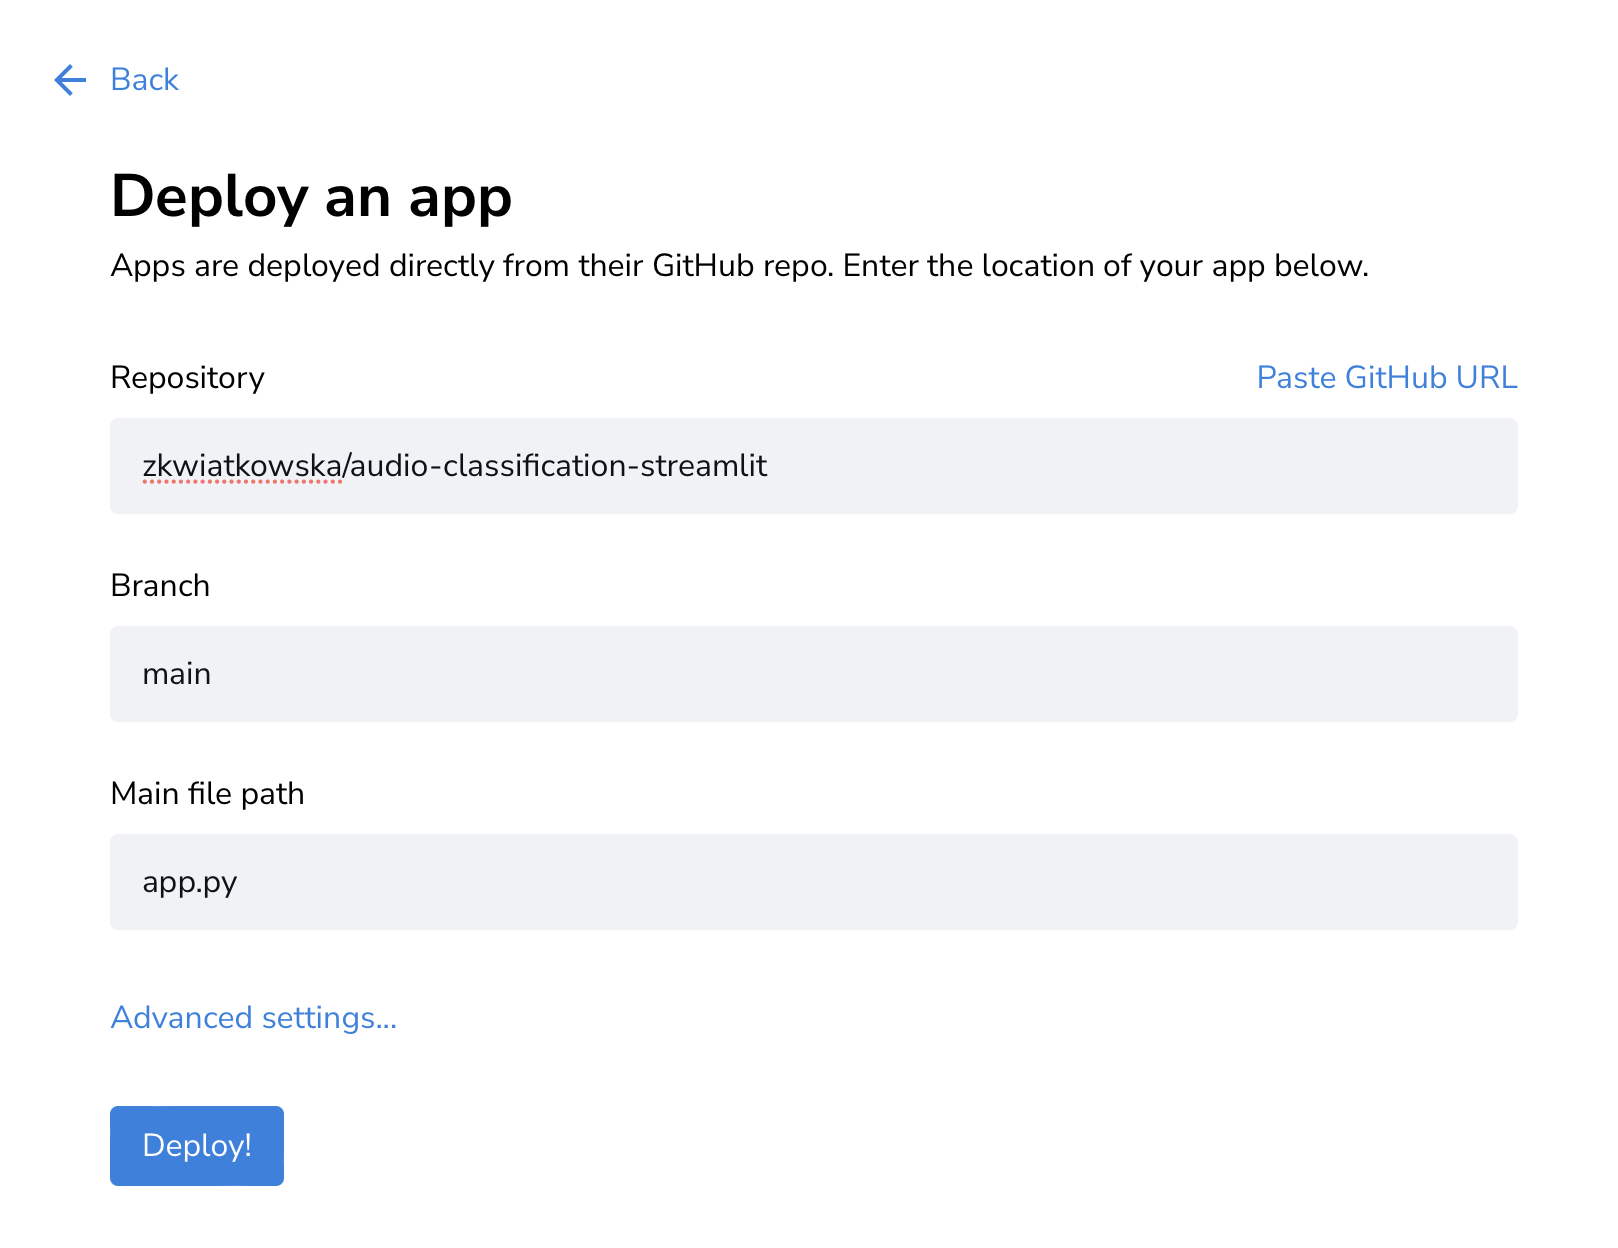 Back
Deploy an app
Apps are deployed directly from their GitHub repo. Enter the location of your app below.
Repository
Paste GitHub URL
zkwiatkowska/audio-classification-streamlit
Branch
main
Main file path
app.py
Advanced settings...
Deploy!